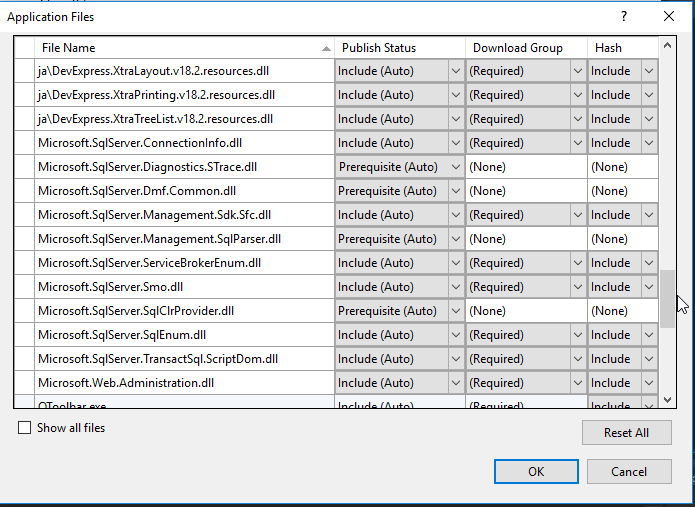 Application Files ?
File Name Publish Status Download Group Hash
ja\DevExpress.XtraLayout.v18.2.resources.dll Include (Auto) (Required) Include
ja\DevExpress.XtraPrinting.v18.2.resources.dll Include (Auto) (Required) Include
ja\DevExpress.XtraTreeList.v18.2.resources.dll Include (Auto) (Required) Include
Microsoft.SqlServer.ConnectionInfo.dll Include (Auto) (Required) Include
Microsoft.SqlServer.Diagnostics.STrace.dll Prerequisite (Auto) (None) (None)
Microsoft.SqlServer.Dmf.Common.dll Prerequisite (Auto) (None) (None)
Microsoft.SqlServer.Management.Sdk.Sfc.dll Include (Auto) (Required) Include
Microsoft.SqlServer.Management.SqlParser.dll Prerequisite (Auto) (None) (None)
Microsoft.SqlServer.ServiceBrokerEnum.dll Include (Auto) (Required) Include
Microsoft.SqlServer.Smo.dll Include (Auto) (Required) Include
Microsoft.SqlServer.SqlClrProvider.dll Prerequisite (Auto) (None) (None)
Microsoft.SqlServer.SqlEnum.dll Include (Auto) (Required) Include
Microsoft.SqlServer.TransactSql.ScriptDom.dll Include (Auto) (Required) Include
Microsoft.Web.Administration.dll Include (Auto) (Required) Include
QToolbar.exe Include (Auto) (Required) Include
Show all files
Reset All
OK Cancel